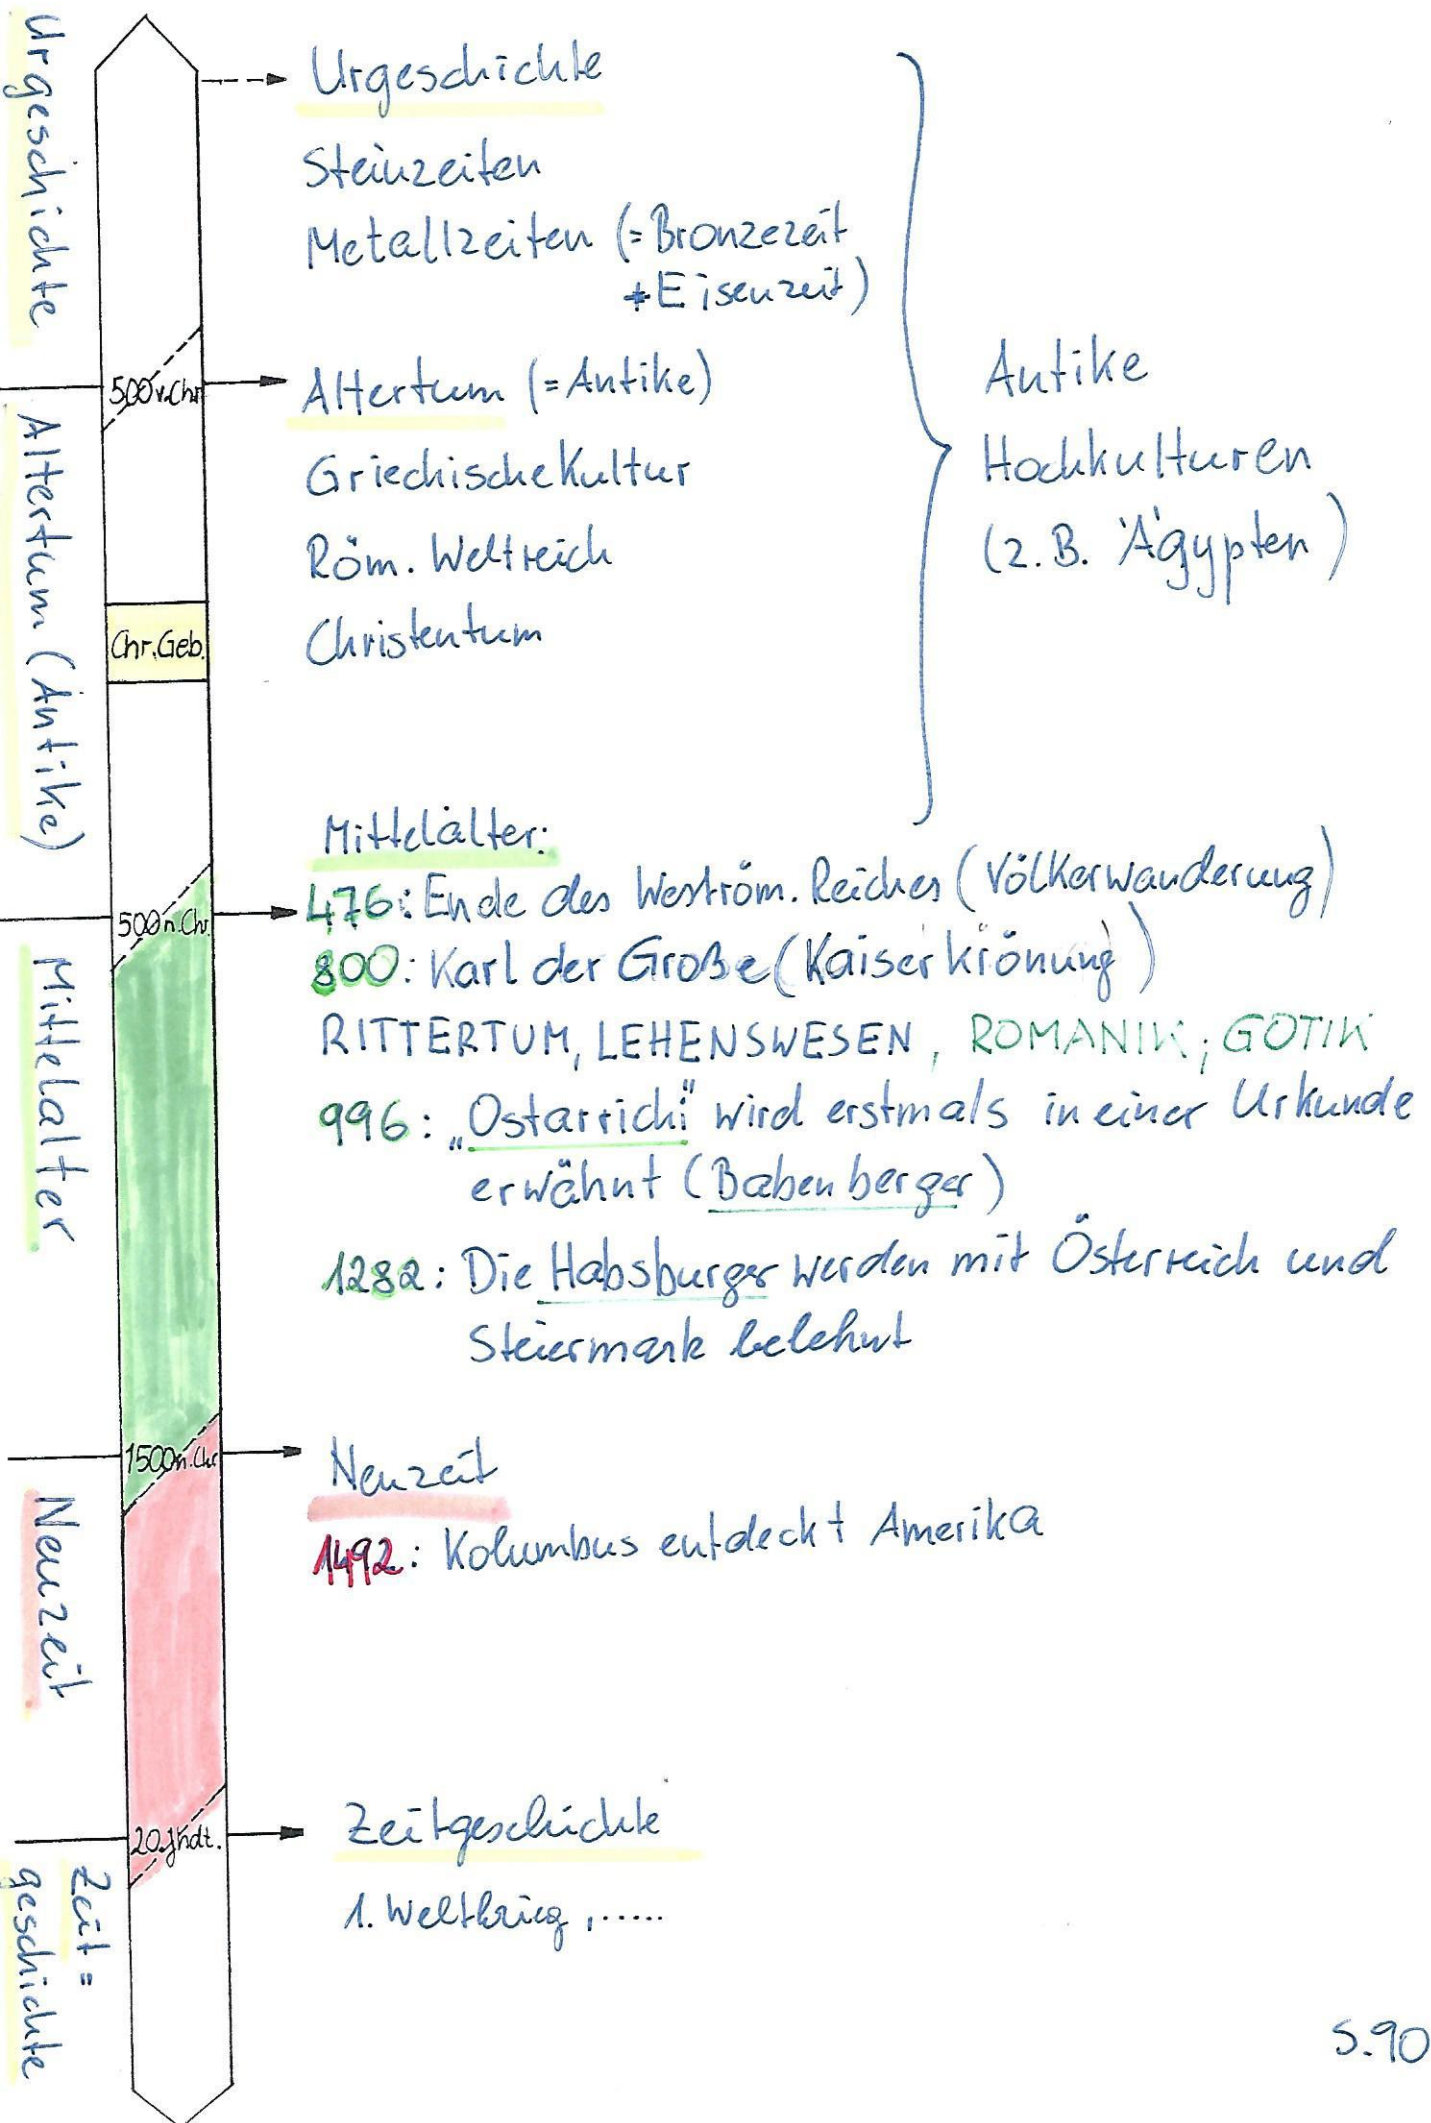 Urgeschichte
Steinzeiten
Metallzeiten (=Bronzezeit
+Eisenzeit)
500 v. Chr.
Altertum (=Antike)
Griechische Kultur
Röm. Weltreich
Chr. Geb.
Christentum
Antike
Hochkulturen
(z.B. Ägypten)
Mittelalter:
500 n. Chr.
476: Ende des Weström. Reiches (Völkerwanderung)
800: Karl der Große (Kaiserkrönung)
RITTERTUM, LEHENSWESEN, ROMANIK, GOTIK
996: „Ostarrichi" wird erstmals in einer Urkunde
erwähnt (Babenberger)
1282: Die Habsburger werden mit Österreich und
Steiermark belehnt
1500 n. Chr
Neuzeit
1492: Kolumbus entdeckt Amerika
20. Jhdt.
Zeitgeschichte
1. Weltkrieg, .....
Urgeschichte
Altertum (Antike)
Mittelalter
Neuzeit
Zeit=
geschichte
S. 90